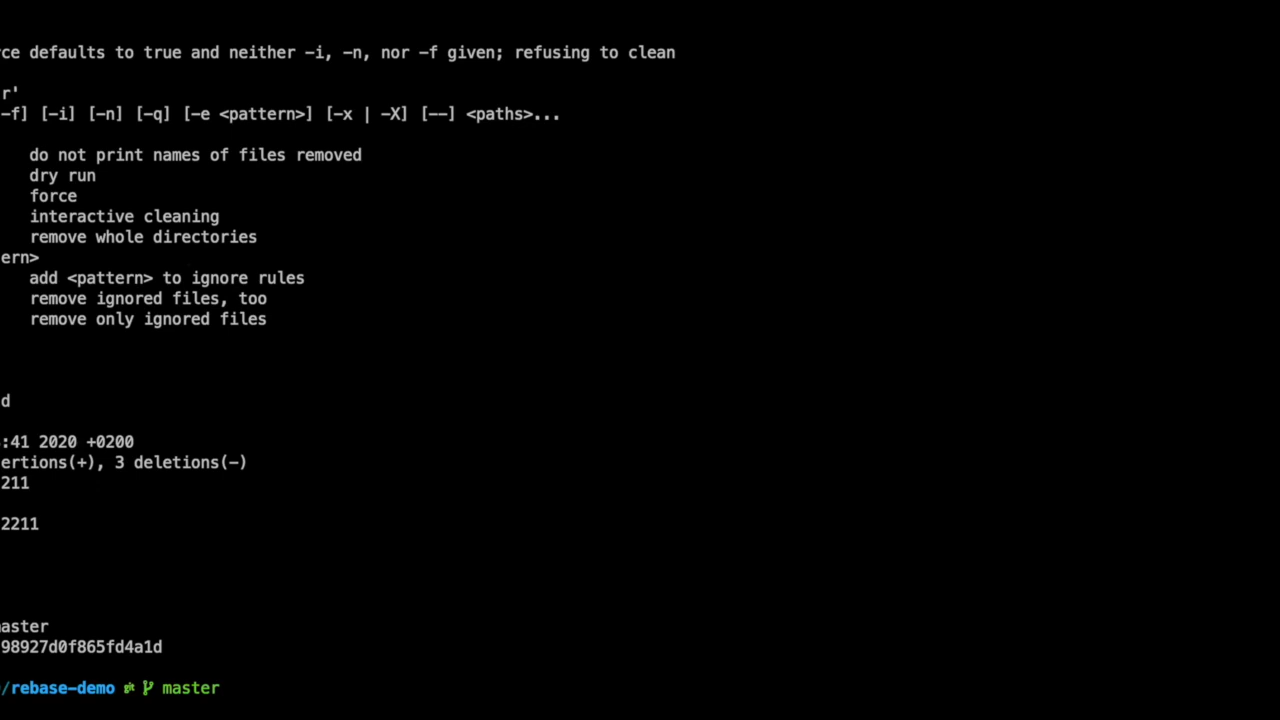 ce defaults to true and neither -i, -n, nor -f given; refusing to clean
r'
-f] [-i] [-n] [-q] [-e <pattern>] [-x | -X] [--] <paths>...
do not print names of files removed
dry run
force
interactive cleaning
remove whole directories
ern>
add <pattern> to ignore rules
remove ignored files, too
remove only ignored files
d
:41 2020 +0200
ertions(+), 3 deletions(-)
211
2211
aster
98927d0f865fd4a1d
/rebase-demo git master